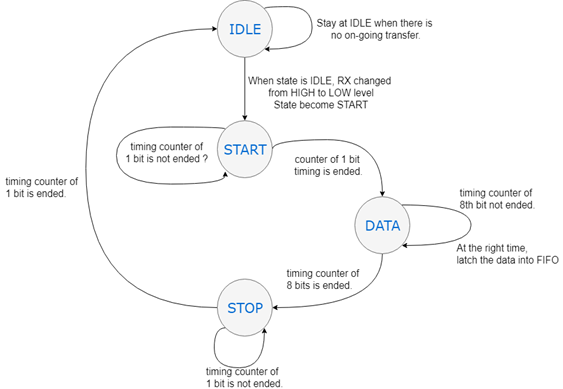 IDLE
Stay at IDLE when there is
no on-going transfer.
When state is IDLE, RX changed
from HIGH to LOW level
State become START
timing counter of
1 bit is not ended ?
START
counter of 1 bit
timing is ended.
timing counter of
1 bit is ended.
timing counter of
8th bit not ended.
DATA
At the right time,
latch the data into FIFO
timing counter of
8 bits is ended.
STOP
timing counter of
1 bit is not ended.